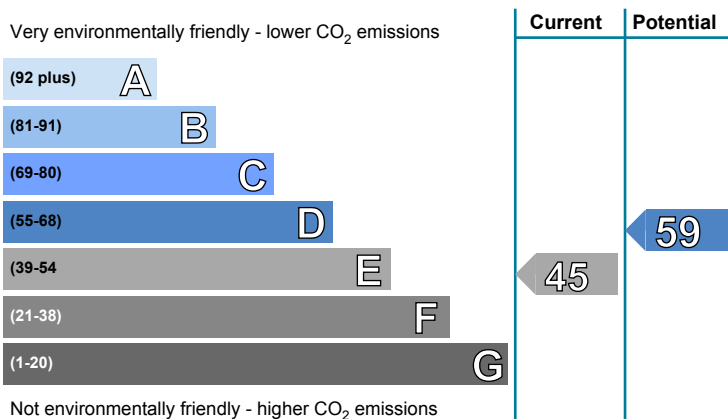 Current Potential
Very environmentally friendly - lower CO2 emissions
(92 plus) A
(81-91) B
(69-80) C
(55-68) D
59
(39-54 E
45
(21-38) F
(1-20) G
Not environmentally friendly - higher CO2 emissions